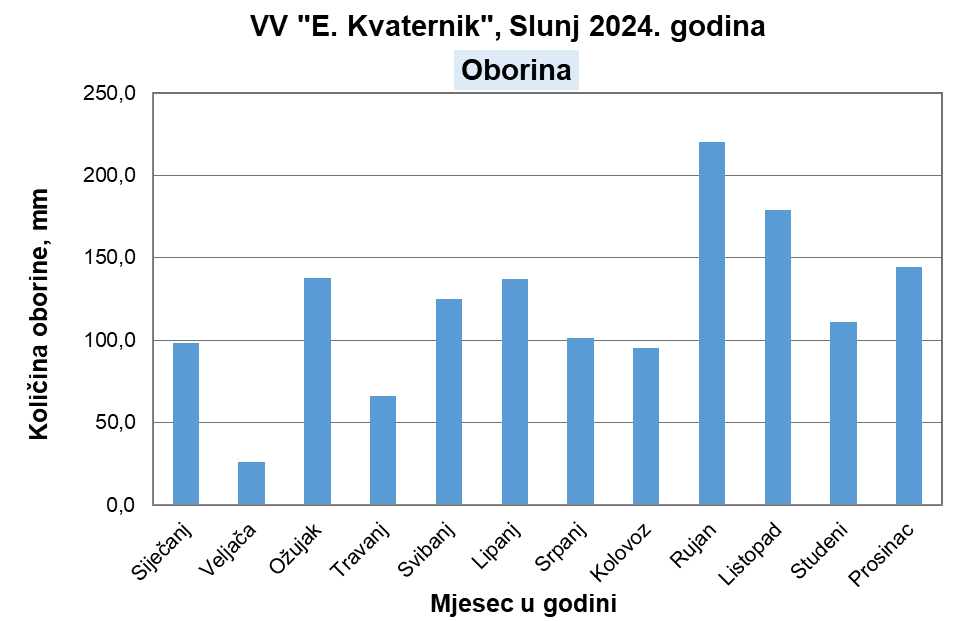 VV "E. Kvaternik", Slunj 2024. godina
Oborina
250,0
200,0
150,0
100,0
50,0
0,0
Količina oborine, mm
Siječanj
Veljača
Ožujak
Travanj
Svibanj
Lipanj
Srpanj
Kolovoz
Rujan
Listopad
Studeni
Prosinac
Mjesec u godini